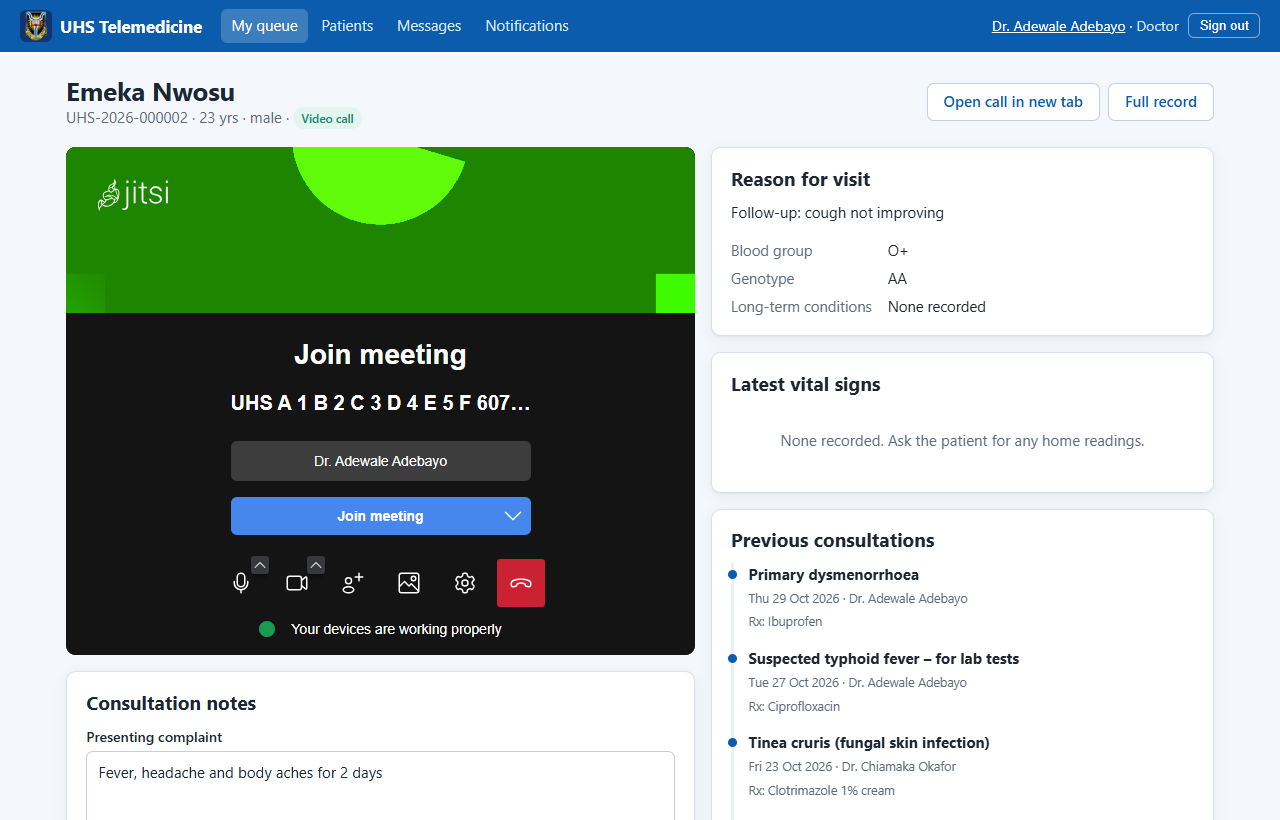 UHS Telemedicine My queue Patients Messages Notifications Dr. Adewale Adebayo · Doctor Sign out
Emeka Nwosu
UHS-2026-000002 · 23 yrs · male · Video call
Open call in new tab Full record
jitsi
Join meeting
UHS A 1 B 2 C 3 D 4 E 5 F 607...
Dr. Adewale Adebayo
Join meeting
Your devices are working properly
Consultation notes
Presenting complaint
Fever, headache and body aches for 2 days
Reason for visit
Follow-up: cough not improving
Blood group O+
Genotype AA
Long-term conditions None recorded
Latest vital signs
None recorded. Ask the patient for any home readings.
Previous consultations
Primary dysmenorrhoea
Thu 29 Oct 2026 · Dr. Adewale Adebayo
Rx: Ibuprofen
Suspected typhoid fever – for lab tests
Tue 27 Oct 2026 · Dr. Adewale Adebayo
Rx: Ciprofloxacin
Tinea cruris (fungal skin infection)
Fri 23 Oct 2026 · Dr. Chiamaka Okafor
Rx: Clotrimazole 1% cream